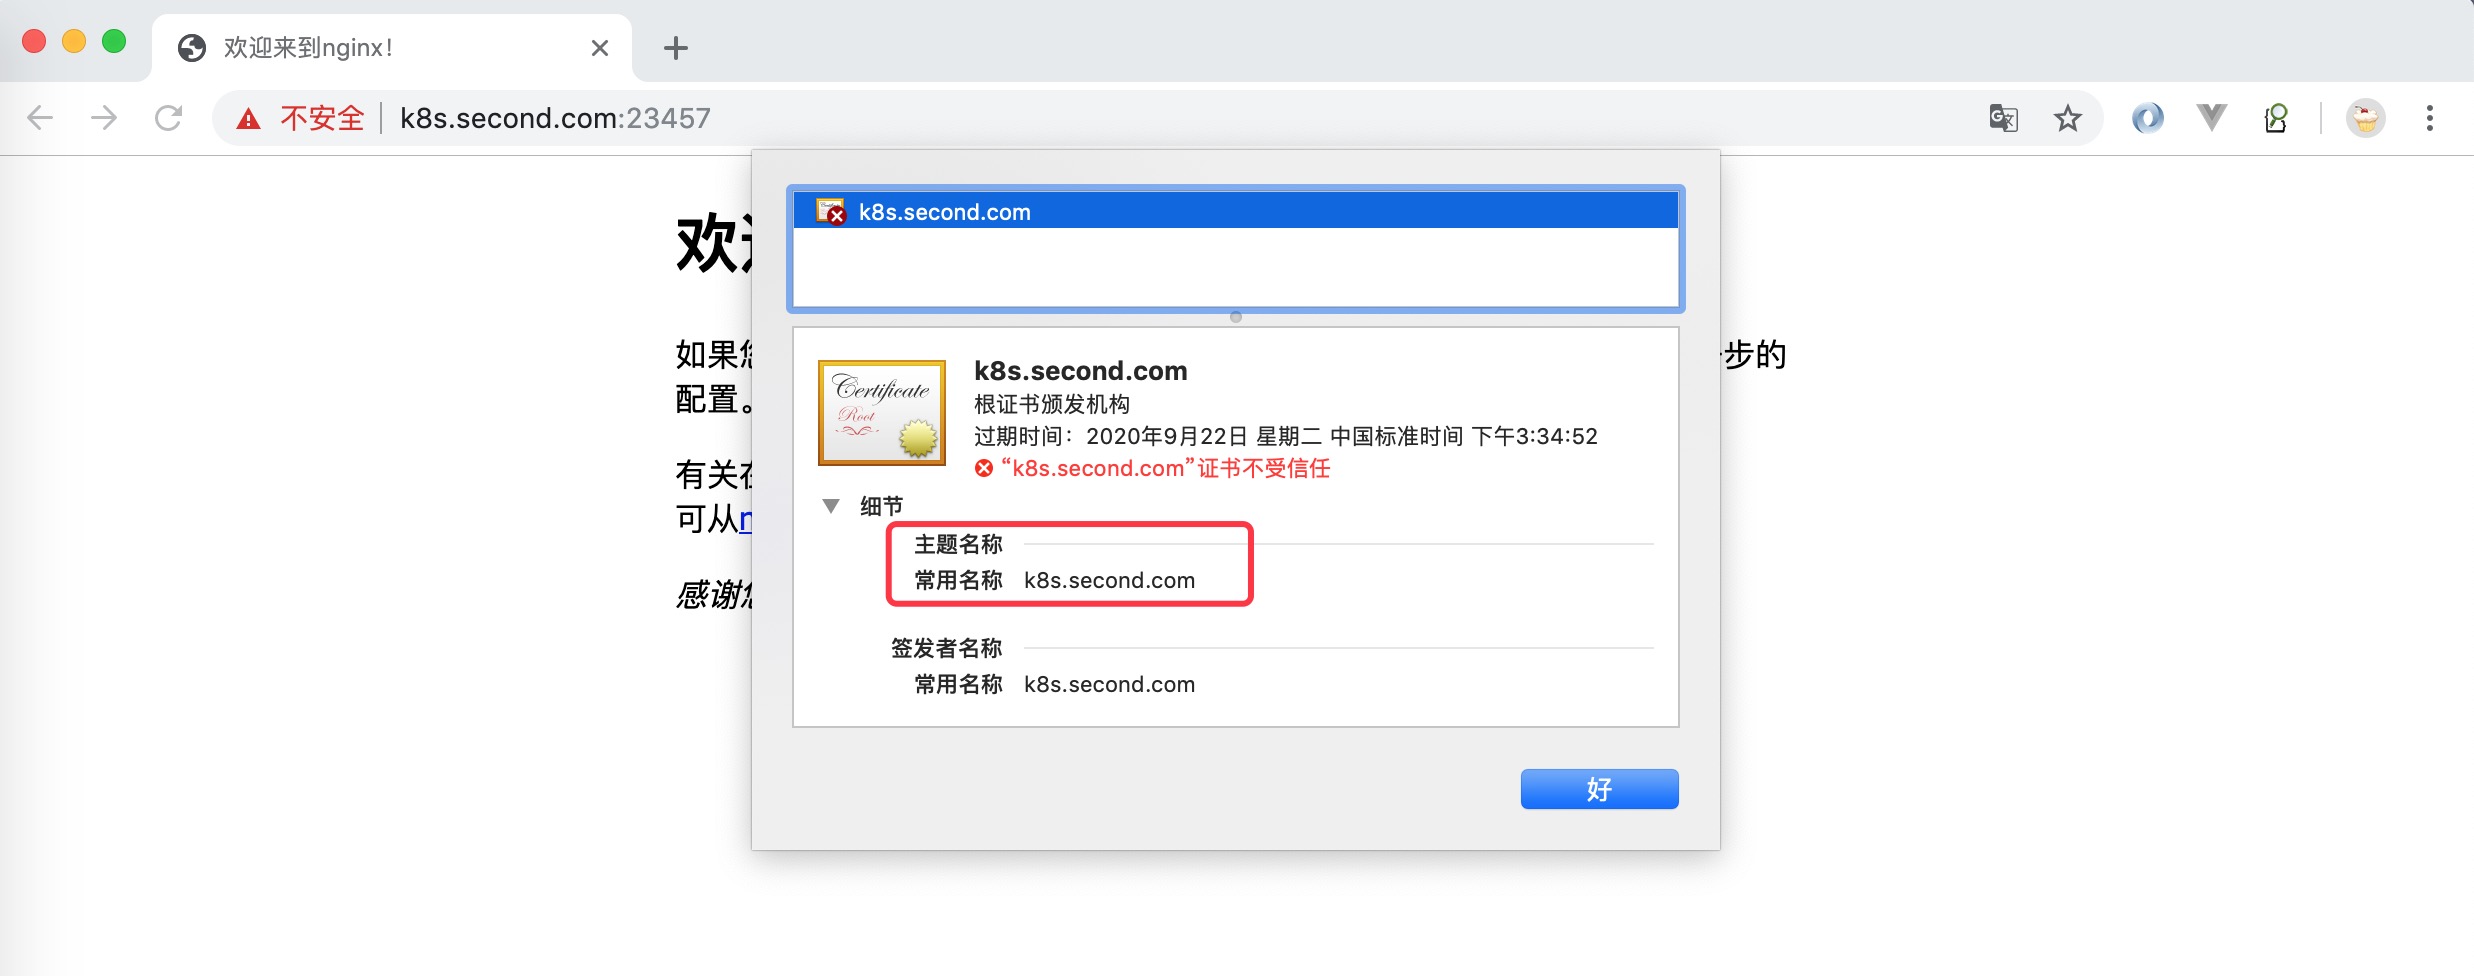 欢迎来到nginx!
不安全 k8s.second.com:23457
k8s.second.com
欢
如果 步的
配置。
有关
可从
感谢
Certificate
Root
k8s.second.com
根证书颁发机构
过期时间：2020年9月22日 星期二 中国标准时间 下午3:34:52
“k8s.second.com”证书不受信任
细节
主题名称
常用名称 k8s.second.com
签发者名称
常用名称 k8s.second.com
好